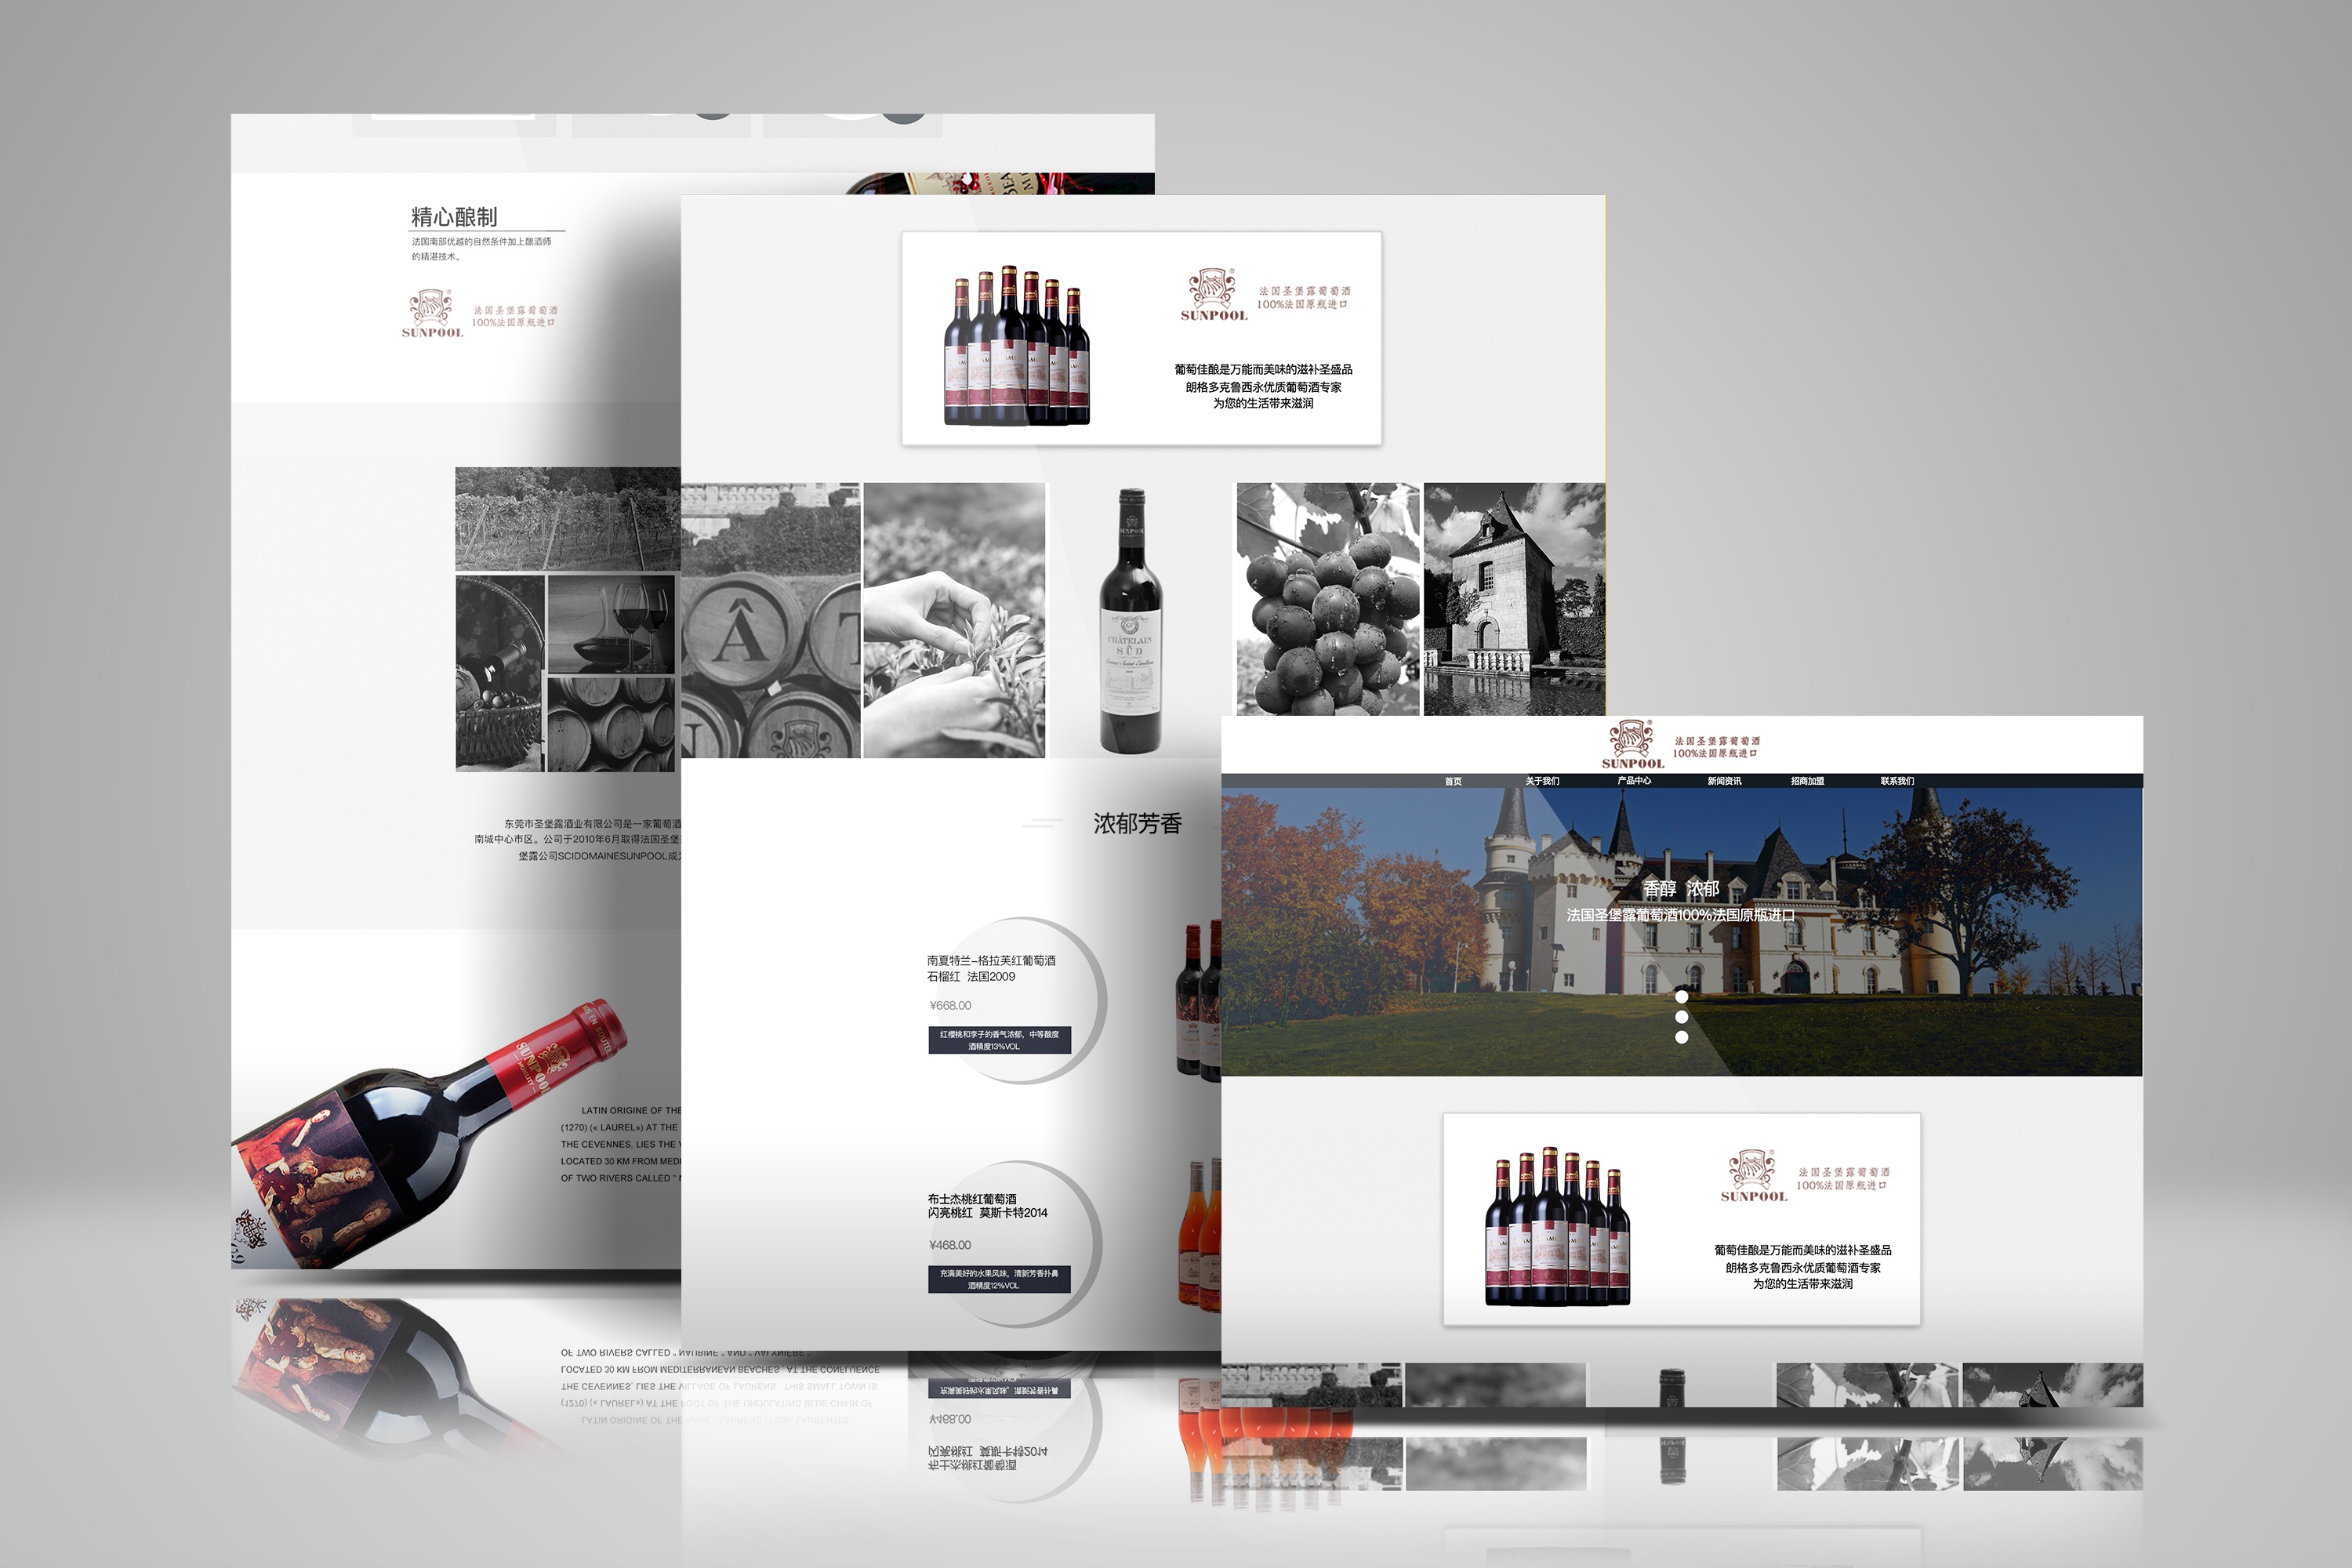 精心酿制
法国南部优越的自然条件加上酿酒师
的精湛技术。
SUNPOOL
法国圣堡露葡萄酒
100%法国原瓶进口
东莞市圣堡露酒业有限公司是一家葡萄酒
南城中心市区。公司于2010年6月取得法国圣堡
堡露公司SCIDOMAINESUNPOOL成为
SUNPOOL
LATIN ORIGINE OF THE
(1270) (« LAUREL») AT THE
THE CEVENNES, LIES THE V
LOCATED 30 KM FROM MEDI
OF TWO RIVERS CALLED "
SUNPOOL
法国圣堡露葡萄酒
100%法国原瓶进口
葡萄佳酿是万能而美味的滋补圣盛品
朗格多克鲁西永优质葡萄酒专家
为您的生活带来滋润
Â
T
N
SUNPOOL
CHÂTELAIN
SÛD
浓郁芳香
南夏特兰-格拉芙红葡萄酒
石榴红 法国2009
¥668.00
红樱桃和李子的香气浓郁，中等酸度
酒精度13%VOL
布士杰桃红葡萄酒
闪亮桃红 莫斯卡特2014
¥468.00
充满美好的水果风味，清新芳香扑鼻
酒精度12%VOL
SUNPOOL
法国圣堡露葡萄酒
100%法国原瓶进口
首页 关于我们 产品中心 新闻资讯 招商加盟 联系我们
香醇 浓郁
法国圣堡露葡萄酒100%法国原瓶进口
SUNPOOL
法国圣堡露葡萄酒
100%法国原瓶进口
葡萄佳酿是万能而美味的滋补圣盛品
朗格多克鲁西永优质葡萄酒专家
为您的生活带来滋润